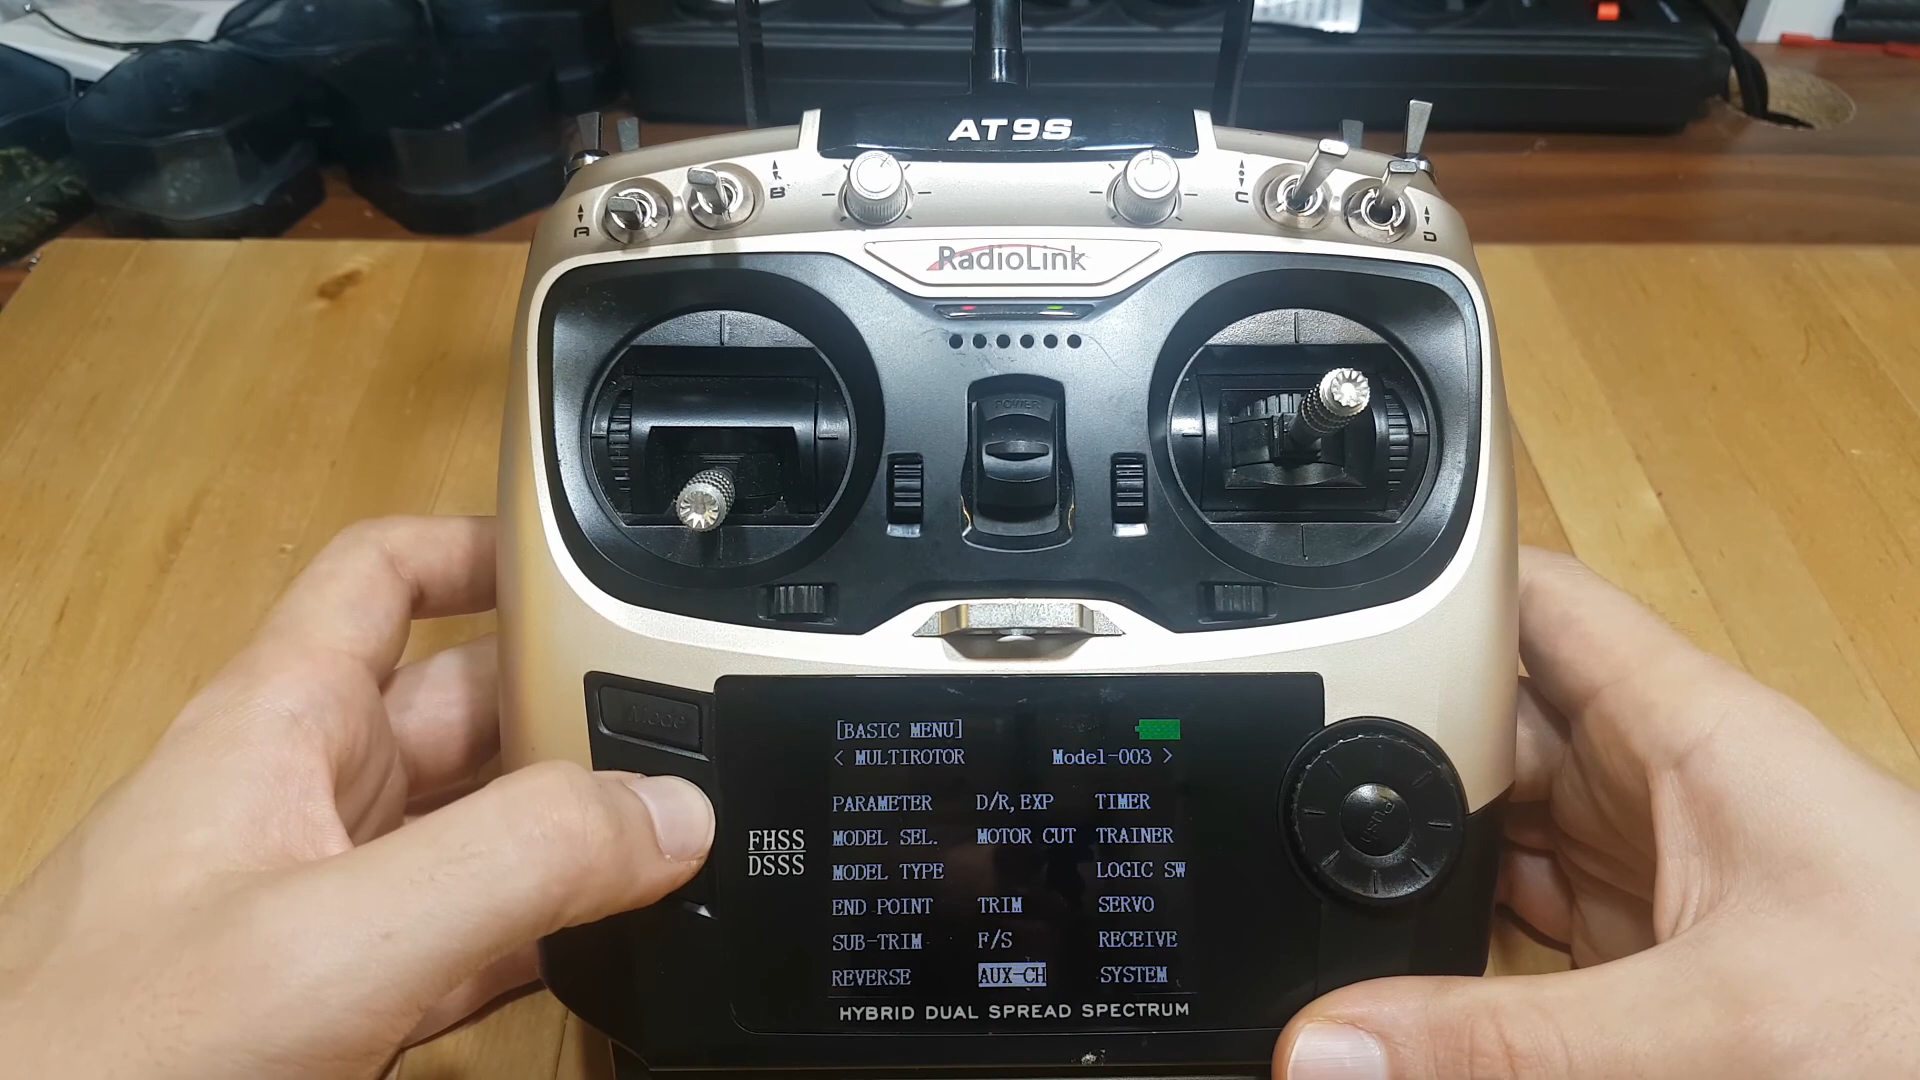 AT9S
A
B
C
D
RadioLink
POWER
Mode
[BASIC MENU]
< MULTIROTOR Model-003 >
PARAMETER D/R,EXP TIMER
MODEL SEL. MOTOR CUT TRAINER
MODEL TYPE LOGIC SW
END POINT TRIM SERVO
SUB-TRIM F/S RECEIVE
REVERSE AUX-CH SYSTEM
FHSS
DSSS
Push
HYBRID DUAL SPREAD SPECTRUM